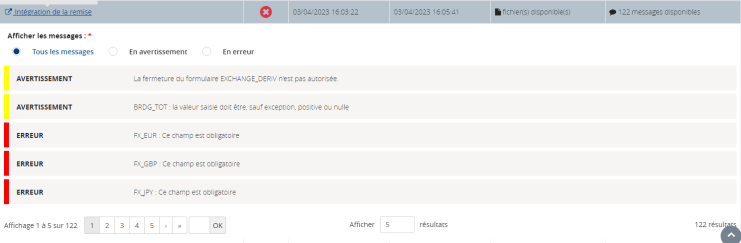 Intégration de la remise 03/04/2023 16:03:22 03/04/2023 16:05:41 fichier(s) disponible(s) 122 messages disponibles
Afficher les messages : *
Tous les messages En avertissement En erreur
AVERTISSEMENT La fermeture du formulaire EXCHANGE_DERIV n'est pas autorisée.
AVERTISSEMENT BRDG_TOT : la valeur saisie doit être, sauf exception, positive ou nulle
ERREUR FX_EUR : Ce champ est obligatoire
ERREUR FX_GBP : Ce champ est obligatoire
ERREUR FX_JPY : Ce champ est obligatoire
Affichage 1 à 5 sur 122 1 2 3 4 5 › » OK Afficher 5 résultats 122 résultats